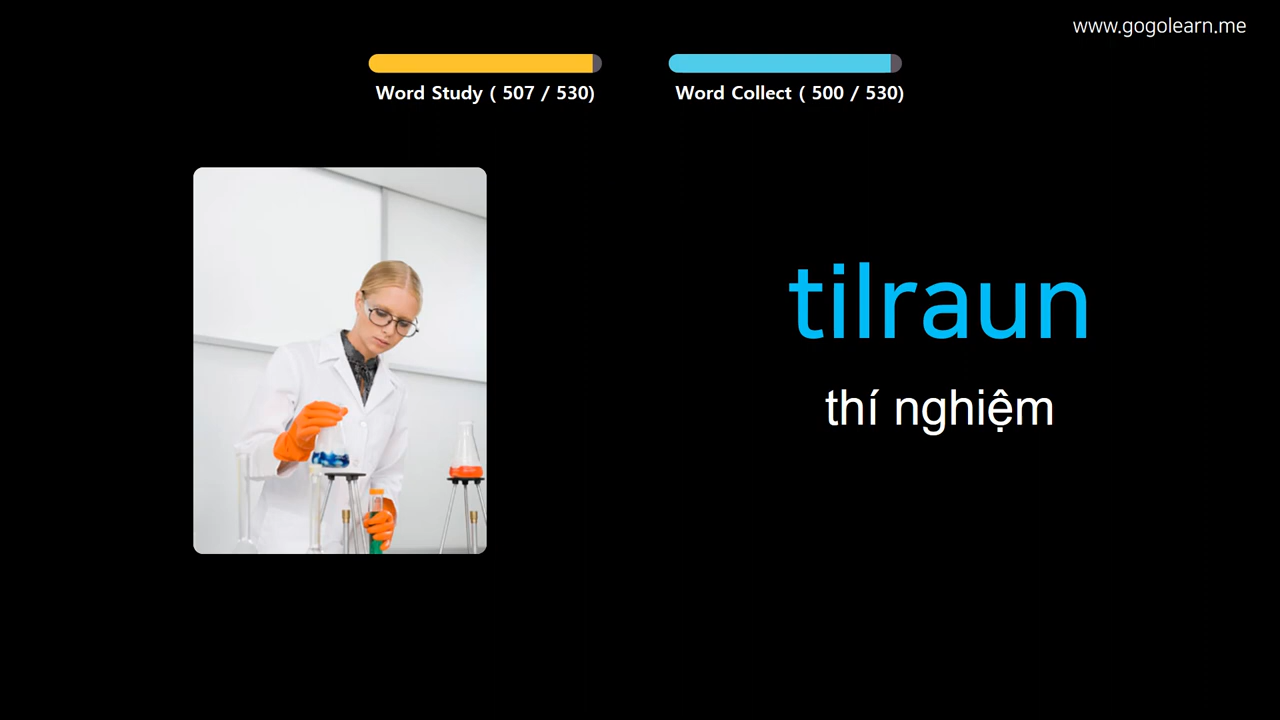 www.gogolearn.me
Word Study ( 507 / 530)
Word Collect ( 500 / 530)
tilraun
thí nghiệm